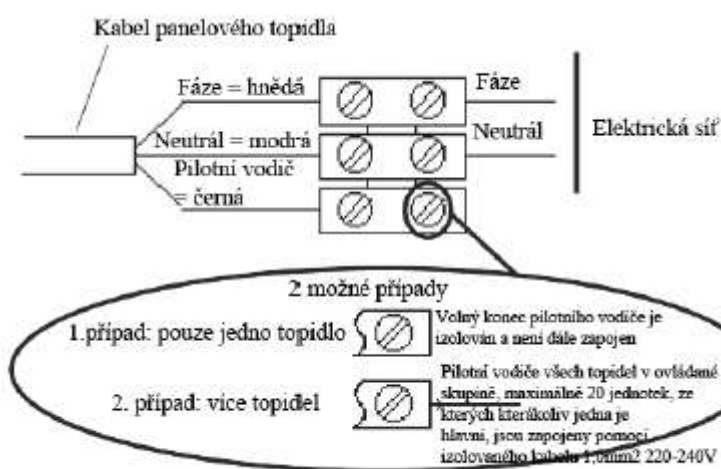 Kabel panelového topidla
Fáze = hnědá
Fáze
Neutrál = modrá
Neutrál
Elektrická síť
Pilotní vodič
= černá
2 možné případy
1.případ: pouze jedno topidlo
Volný konec pilotního vodiče je
izolován a není dále zapojen
2. případ: více topidel
Pilotní vodiče všech topidel v ovládané
skupině, maximálně 20 jednotek, ze
kterých kterákoliv jedna je
hlavní, jsou zapojeny pomocí
izolovaného kabelu 1,0mm2 220-240V